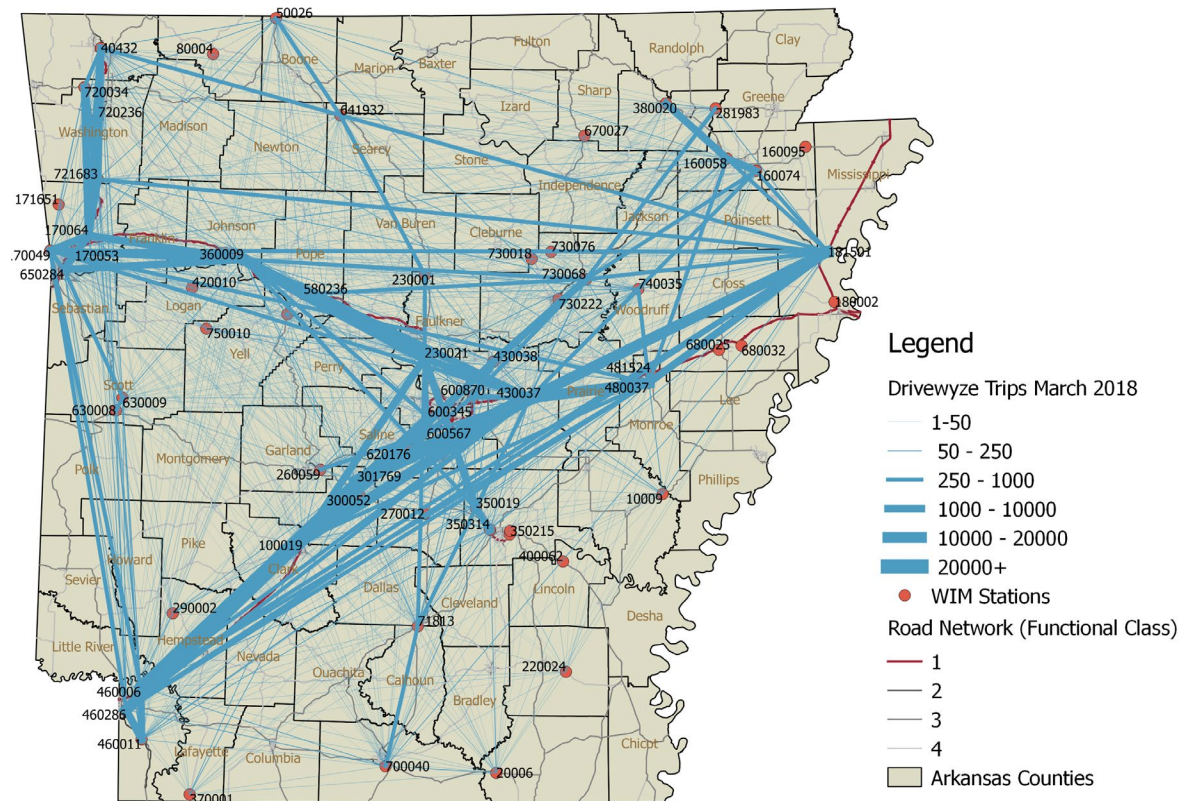 50026
40432
80004
Boone
Marion
Baxter
Fulton
Randolph
Clay
720034
720236
Washington
Madison
641932
Newton
Searcy
Stone
Izard
Sharp
670027
380020
281983
Greene
160095
160058
160074
Mississippi
721683
171651
170064
Franklin
Johnson
Pope
Van Buren
Cleburne
Independence
Jackson
Poinsett
.70049
170053
360009
650284
730018
730076
730068
730222
740035
Cross
181501
180002
420010
580236
230001
Sebastian
Logan
Faulkner
Woodruff
750010
Yell
Perry
230021
430038
481524
680025
680032
Scott
630009
630008
600870
430037
Prairie
480037
Lee
600345
600567
Monroe
Polk
Montgomery
Garland
Saline
620176
260059
301769
300052
270012
350019
10009
Phillips
350314
350215
Pike
100019
400062
Howard
Clark
Sevier
Dallas
Cleveland
Lincoln
Desha
290002
71813
Little River
Hempstead
Nevada
Ouachita
Calhoun
220024
Bradley
460006
460286
460011
Lafayette
Columbia
700040
20006
Chicot
370001
Legend
Drivewyze Trips March 2018
1-50
50 - 250
250 - 1000
1000 - 10000
10000 - 20000
20000+
WIM Stations
Road Network (Functional Class)
1
2
3
4
Arkansas Counties